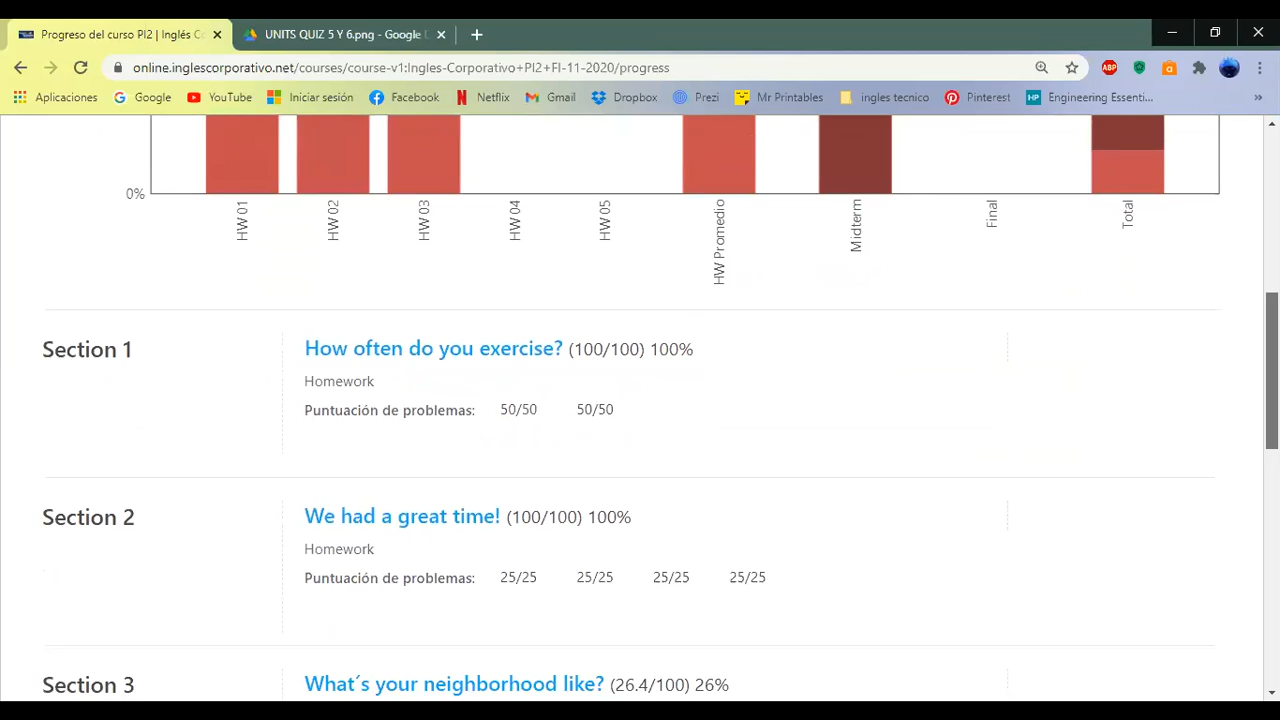 Progreso del curso PI2 | Inglés Co
UNITS QUIZ 5 Y 6.png - Google D
online.inglescorporativo.net/courses/course-v1:Ingles-Corporativo+PI2+FI-11-2020/progress
Aplicaciones Google YouTube Iniciar sesión Facebook Netflix Gmail Dropbox Prezi Mr Printables ingles tecnico Pinterest HP Engineering Essenti... »
ABP
0%
HW 01
HW 02
HW 03
HW 04
HW 05
HW Promedio
Midterm
Final
Total
Section 1
How often do you exercise? (100/100) 100%
Homework
Puntuación de problemas: 50/50 50/50
Section 2
We had a great time! (100/100) 100%
Homework
Puntuación de problemas: 25/25 25/25 25/25 25/25
Section 3
What´s your neighborhood like? (26.4/100) 26%